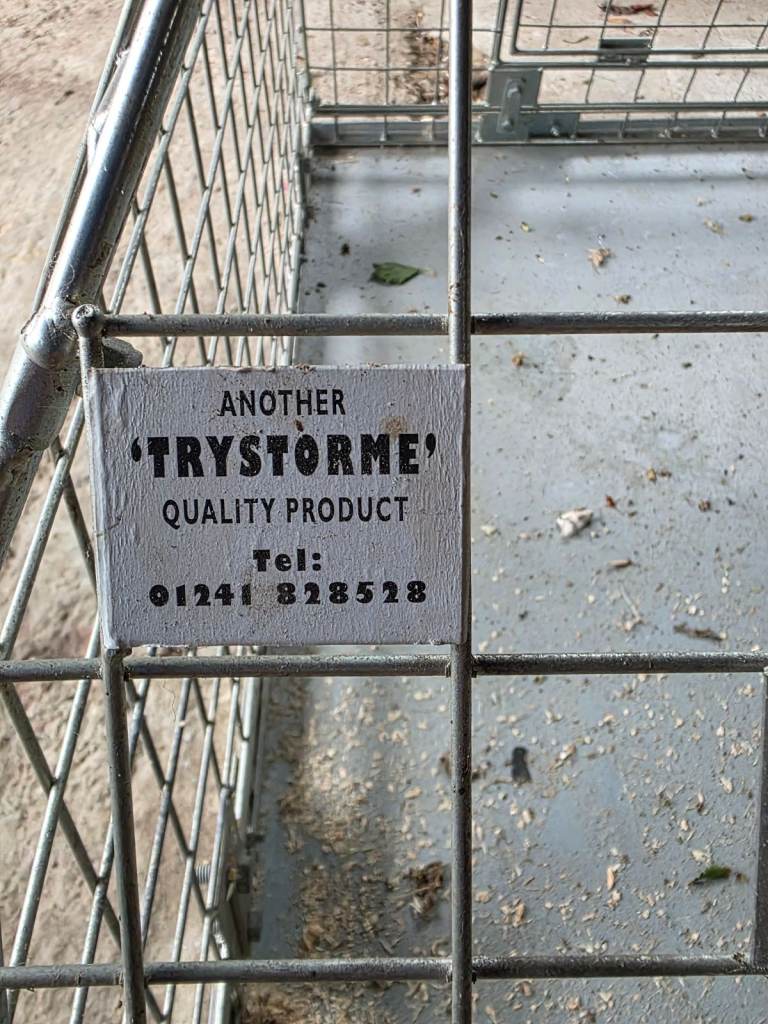 ANOTHER
‘TRYSTORME’
QUALITY PRODUCT
Tel:
01241 828528